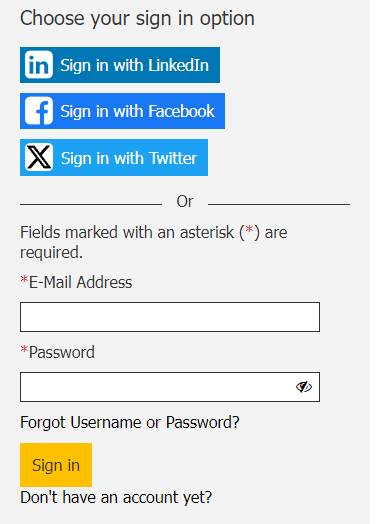 Choose your sign in option
in Sign in with LinkedIn
f Sign in with Facebook
X Sign in with Twitter
Or
Fields marked with an asterisk (*) are
required.
*E-Mail Address
*Password
Forgot Username or Password?
Sign in
Don't have an account yet?